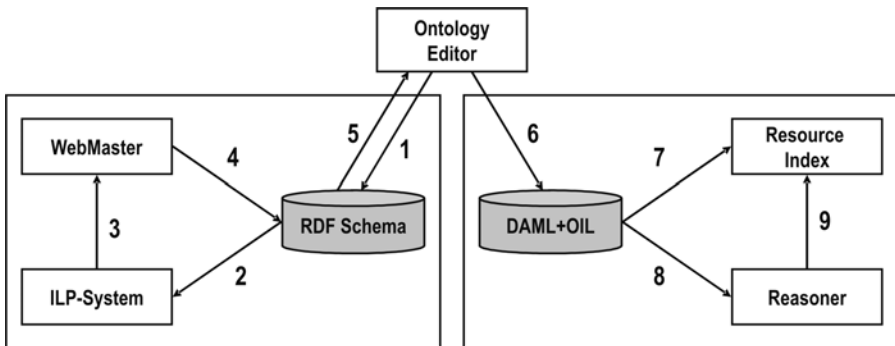 Ontology
Editor
WebMaster
4
5
1
6
7
Resource
Index
3
RDF Schema
DAML+OIL
9
ILP-System
2
8
Reasoner